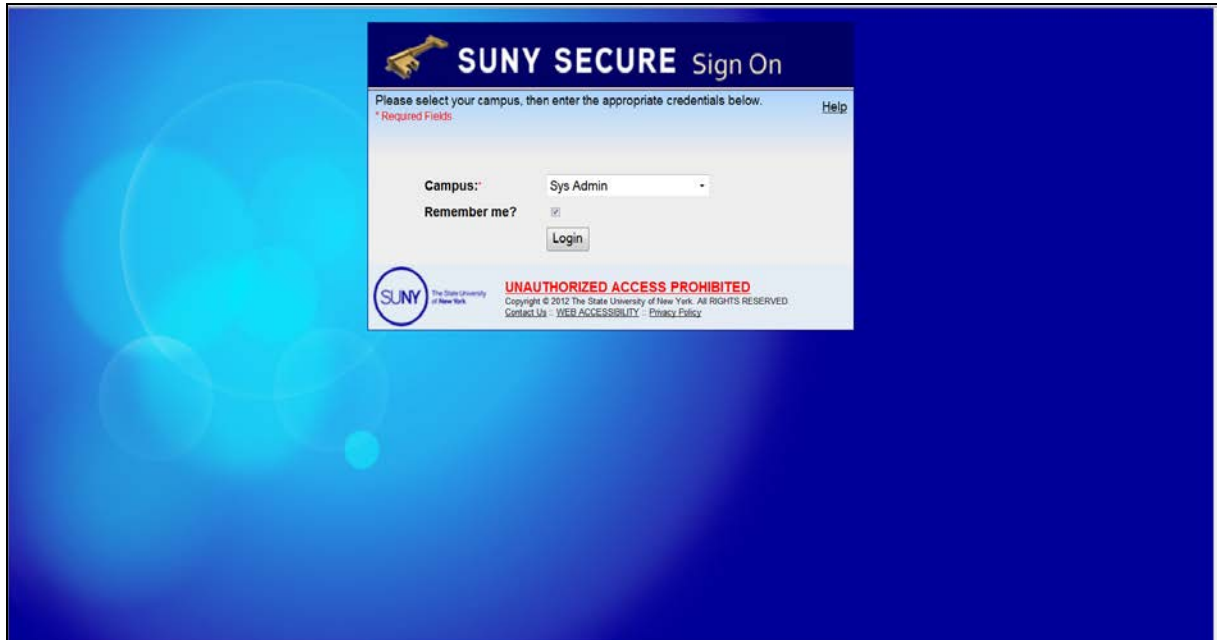 SUNY SECURE Sign On
Please select your campus, then enter the appropriate credentials below.
Help
* Required Fields
Campus:*
Sys Admin
Remember me?
Login
SUNY
The State University
of New York
UNAUTHORIZED ACCESS PROHIBITED
Copyright © 2012 The State University of New York. All RIGHTS RESERVED.
Contact Us :: WEB ACCESSIBILITY :: Privacy Policy